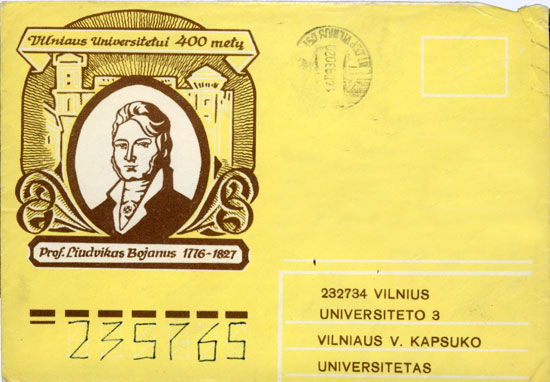 Vilniaus Universitetui 400 metų
Prof. Liudvikas Bojanus 1776-1827
235765
232734 VILNIUS
UNIVERSITETO 3
VILNIAUS V. KAPSUKO
UNIVERSITETAS